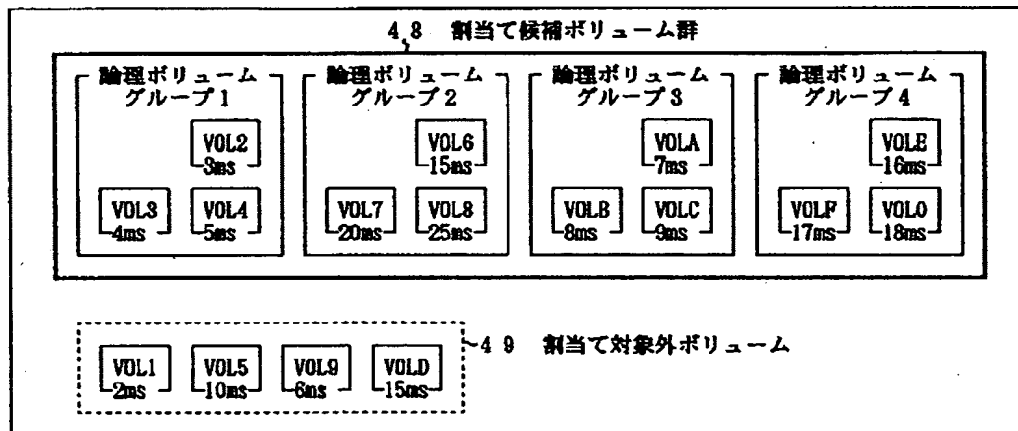 48 割当て候補ボリューム群
論理ボリューム
グループ1
VOL2
3ms
VOL3
4ms
VOL4
5ms
論理ボリューム
グループ2
VOL6
15ms
VOL7
20ms
VOL8
25ms
論理ボリューム
グループ3
VOLA
7ms
VOLB
8ms
VOLC
9ms
論理ボリューム
グループ4
VOLE
16ms
VOLF
17ms
VOLO
18ms
49 割当て対象外ボリューム
VOL1
2ms
VOL5
10ms
VOL9
6ms
VOLD
15ms